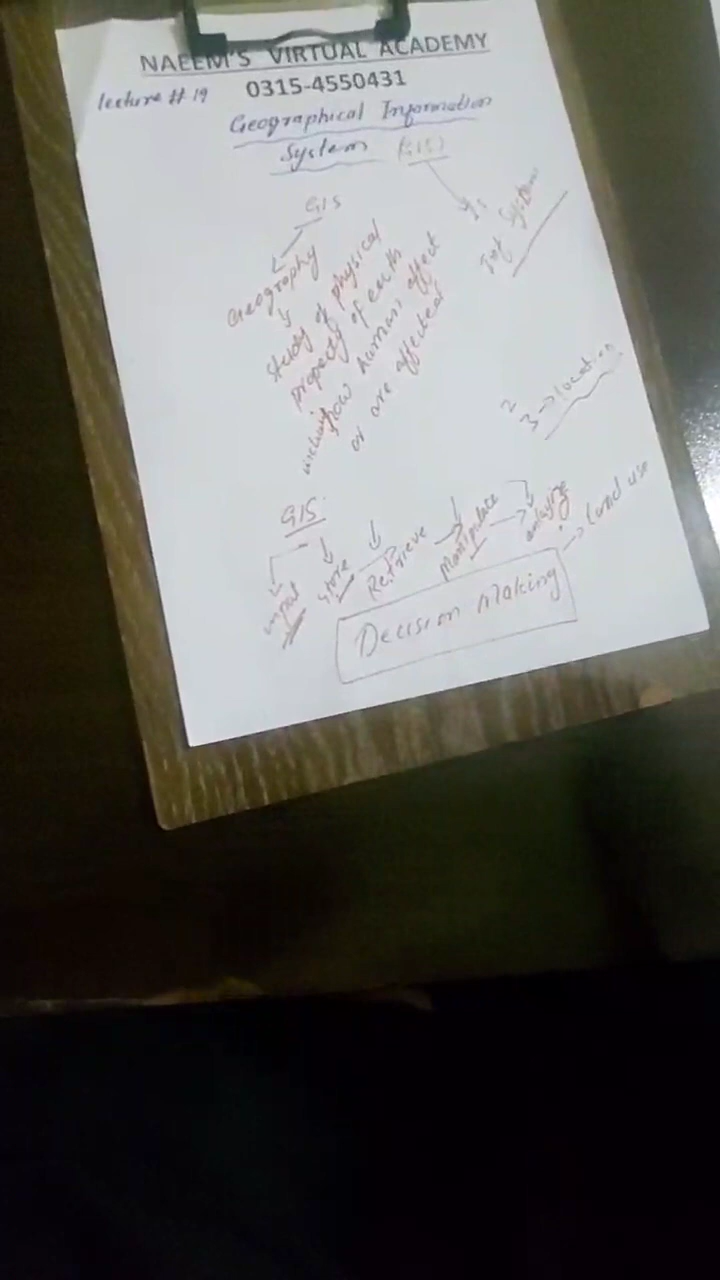 NAEEM'S VIRTUAL ACADEMY
lecture # 19 0315-4550431
Geographical Information
System (GIS)
GIS
Geography
Study of physical
property of earth
how humans affect
or are affected
Is
Inf System
2
3 → location
GIS
input
Store
Retrieve
Manipulate
→ Land use
Decision Making